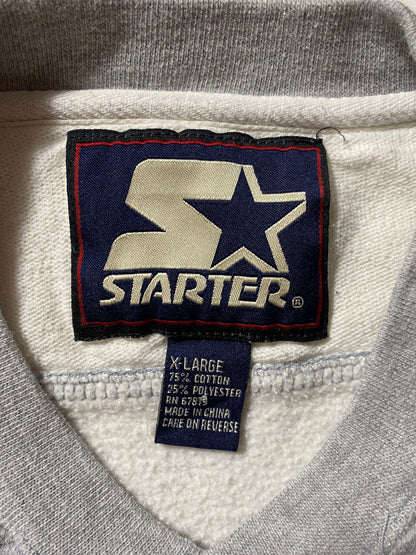 STARTER®
X-LARGE
75% COTTON
25% POLYESTER
RN 67879
MADE IN CHINA
CARE ON REVERSE